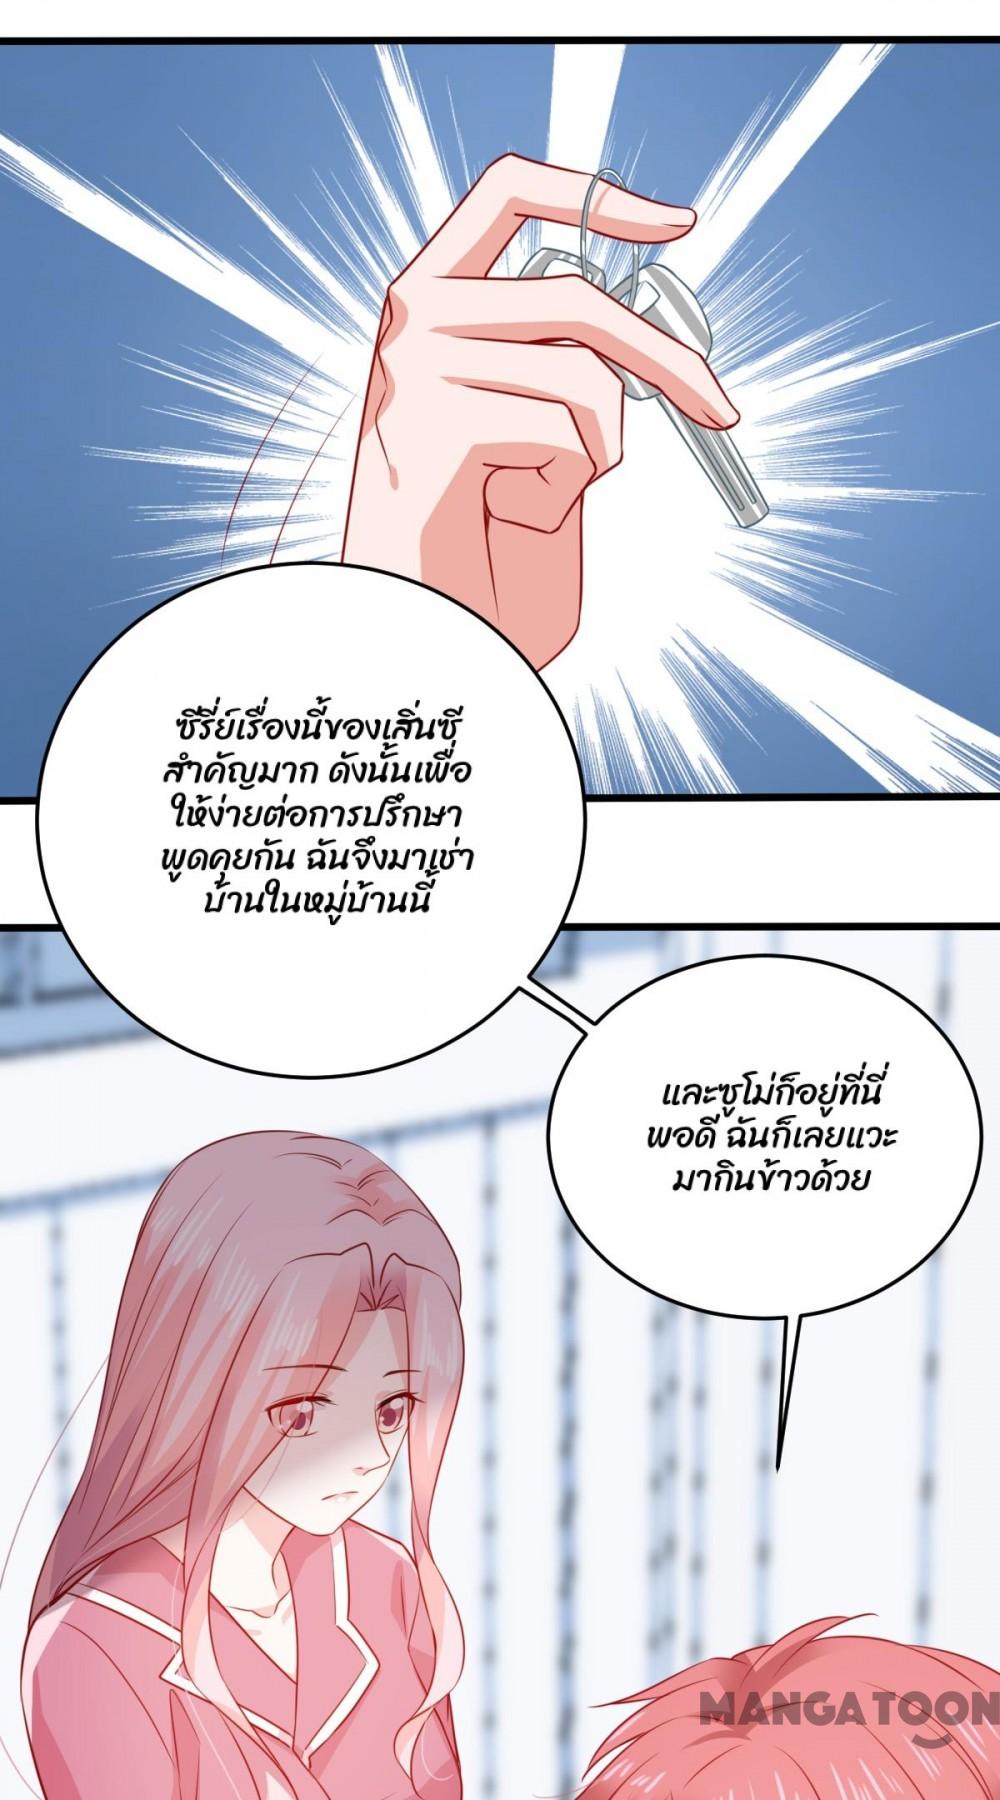 ซีรี่ย์เรื่องนี้ของเสิ่นซี
สำคัญมาก ดังนั้นเพื่อ
ให้ง่ายต่อการปรึกษา
พูดคุยกัน ฉันจึงมาเช่า
บ้านในหมู่บ้านนี้
และซูโม่ก็อยู่ที่นี่
พอดี ฉันก็เลยแวะ
มากินข้าวด้วย
MANGATOON